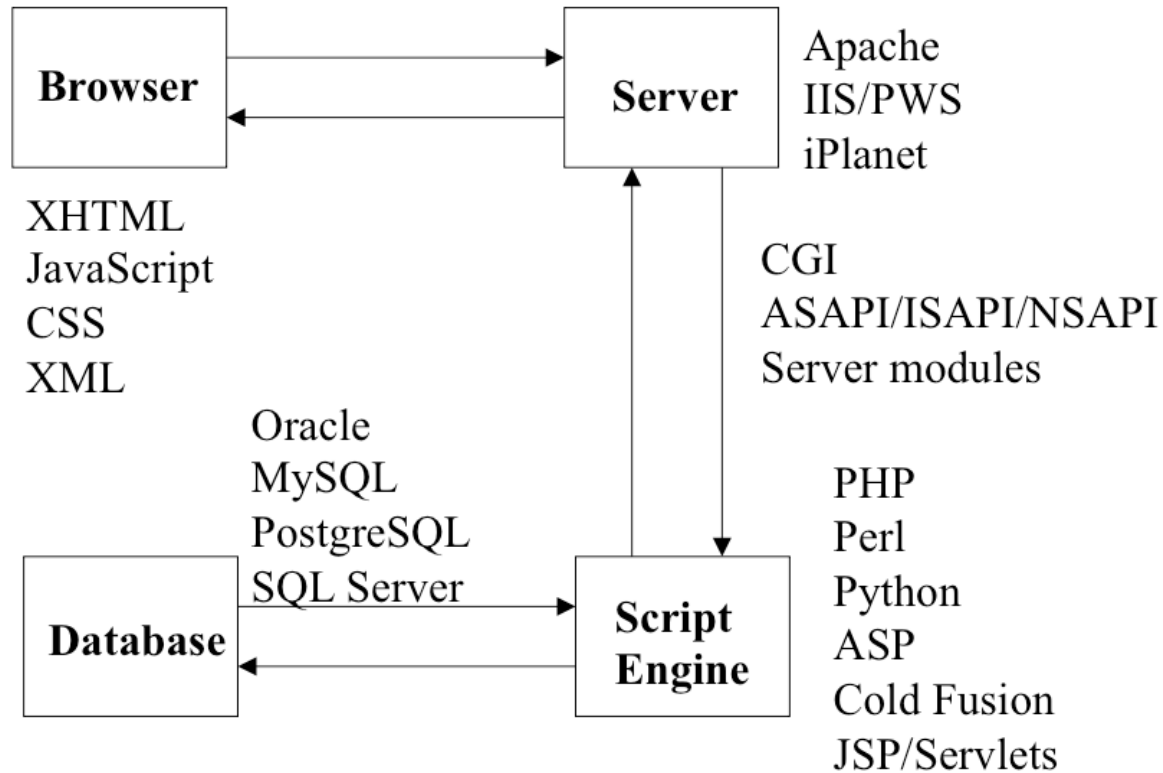 Browser
Server
Apache
IIS/PWS
iPlanet
XHTML
JavaScript
CSS
XML
CGI
ASAPI/ISAPI/NSAPI
Server modules
Oracle
MySQL
PostgreSQL
SQL Server
Database
Script
Engine
PHP
Perl
Python
ASP
Cold Fusion
JSP/Servlets